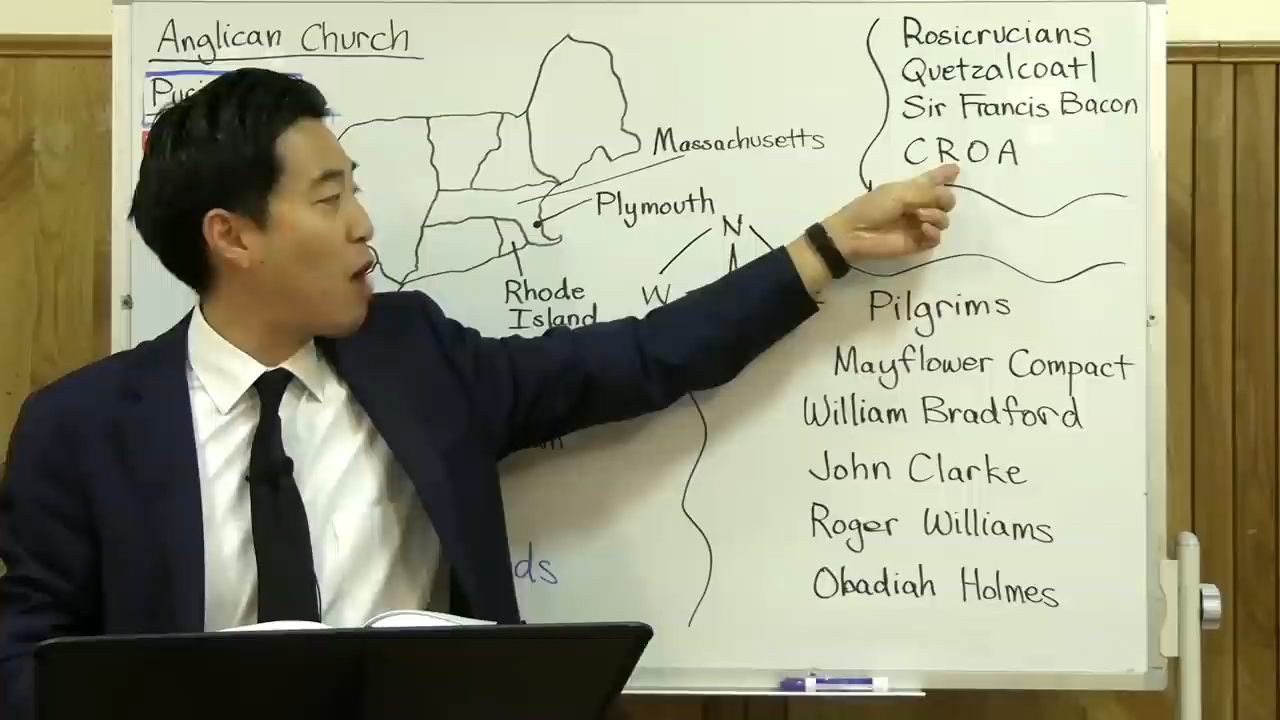 Anglican Church
Massachusetts
Plymouth
Rhode
Island
N
W
Rosicrucians
Quetzalcoatl
Sir Francis Bacon
CROA
Pilgrims
Mayflower Compact
William Bradford
John Clarke
Roger Williams
Obadiah Holmes